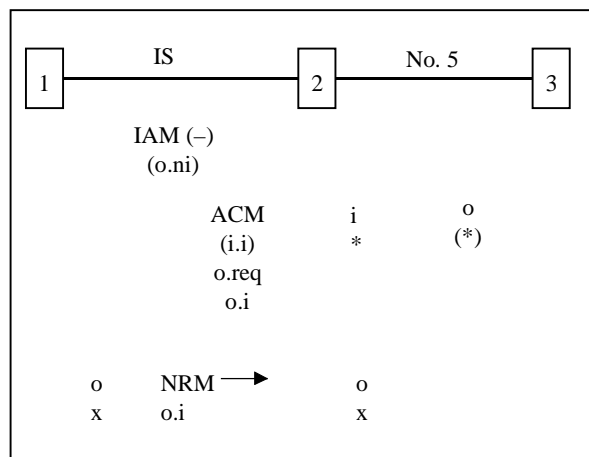 IS No. 5
1 2 3
IAM (–)
(o.ni)
ACM i o
(i.i) * (*)
o.req
o.i
o NRM o
x o.i x